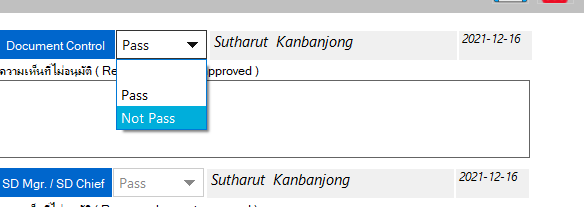 Document Control Pass Sutharut Kanbanjong 2021-12-16
ความเห็นที่ไม่อนุมัติ ( Re pproved )
Pass
Not Pass
SD Mgr. / SD Chief Pass Sutharut Kanbanjong 2021-12-16